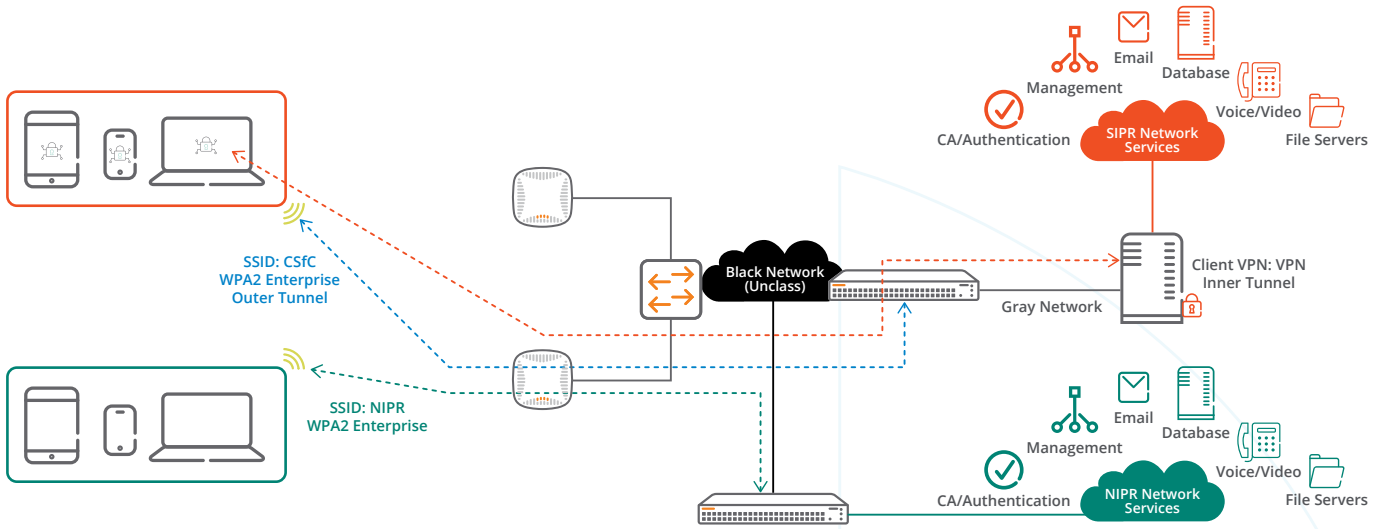 Email
Database
Management
Voice/Video
CA/Authentication
SIPR Network
Services
File Servers
SSID: CSfC
WPA2 Enterprise
Outer Tunnel
Black Network
(Unclass)
Client VPN: VPN
Inner Tunnel
Gray Network
SSID: NIPR
WPA2 Enterprise
Email
Database
Management
Voice/Video
CA/Authentication
NIPR Network
Services
File Servers